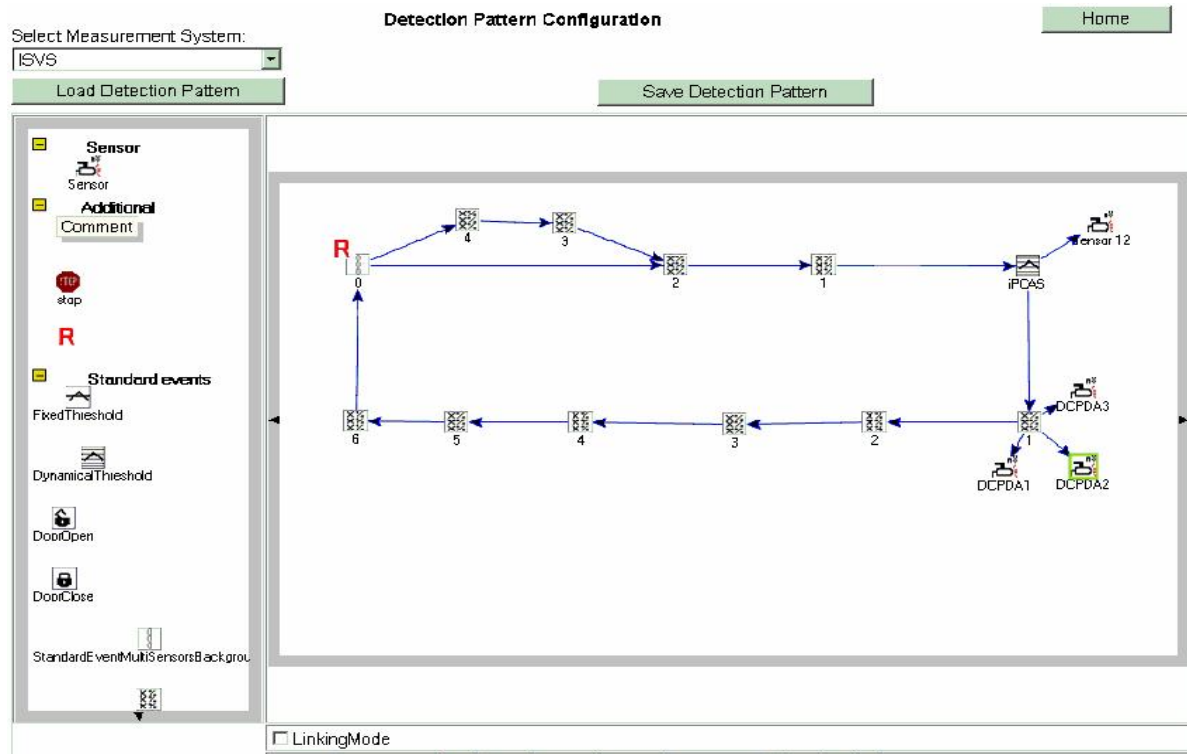 Detection Pattern Configuration
Home
Select Measurement System:
ISVS
Load Detection Pattern
Save Detection Pattern
Sensor
Sensor
Additional
Comment
STOP
stop
R
Standard events
FixedThreshold
DynamicalThreshold
DoorOpen
DoorClose
StandardEventMultiSensorsBackgrou
4
3
Sensor 12
R
0
2
1
iPCAS
DCPDA3
6
5
4
3
2
1
DCPDA1
DCPDA2
LinkingMode